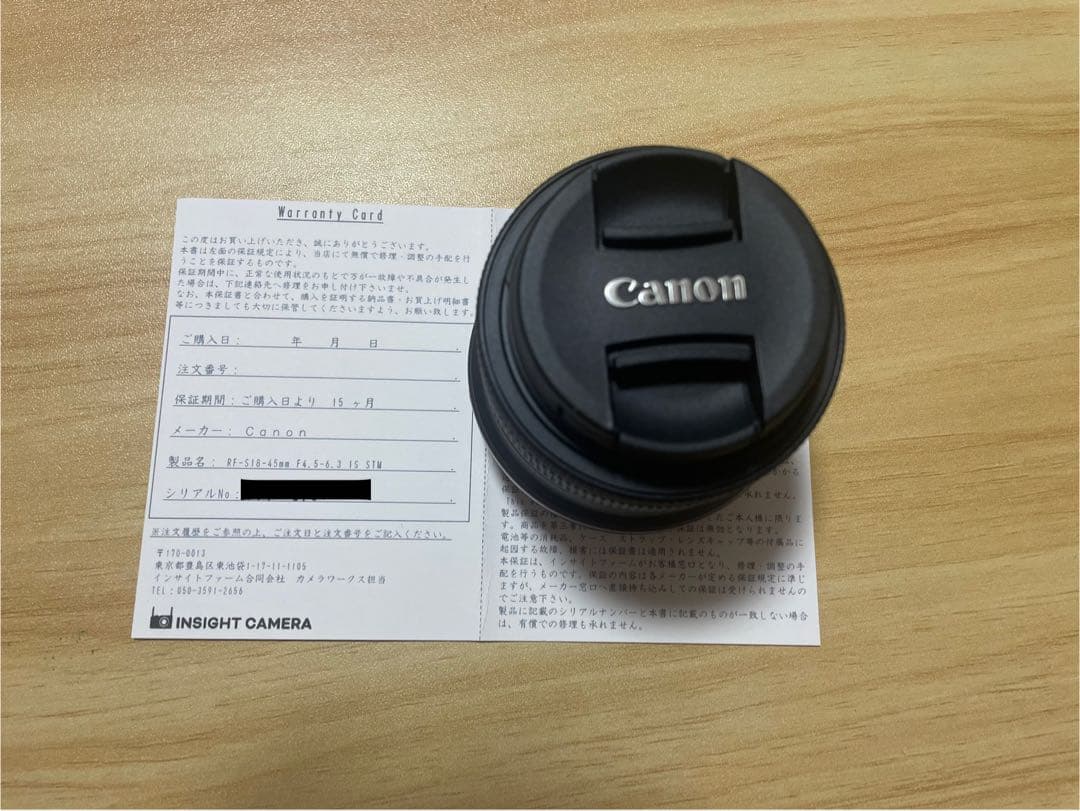 Warranty Card
この度はお買い上げいただき、誠にありがとうございます。
本書は左面の保証規定により、当店にて無償で修理・調整の手配を行
うことを保証するものです。
保証期間中に、正常な使用状況のもとで万が一故障や不具合が発生し
た場合は、下記連絡先へ修理をお申し付け下さいませ。
なお、本保証書と合わせて、購入を証明する納品書・お買上げ明細書
等につきましても大切に保管してくださいますよう、お願い致します。
ご購入日： 年 月 日
注文番号：
保証期間：ご購入日より 15 ヶ月
メーカー： Canon
製品名： RF-S18-45mm F4.5-6.3 IS STM
シリアルNo：
※注文履歴をご参照の上、ご注文日と注文番号をご記入ください。
〒170-0013
東京都豊島区東池袋1-17-11-1105
インサイトファーム合同会社 カメラワークス担当
TEL：050-3591-2656
INSIGHT CAMERA
Canon
かかる
れません。
たご本人様に限りま
す。商品を第三者
保証は無効となります。
電池等の消耗品、ケース、ストラップ・レンズキャップ等の付属品に
起因する故障、損害には保証書は適用されません。
本保証は、インサイトファームがお客様窓口となり、修理・調整の手
配を行うものです。保証の内容は各メーカーが定める保証規定に準じ
ますが、メーカー窓口へ直接持ち込んでの保証は受けられませんの
でご注意下さい。
製品に記載のシリアルナンバーと本書に記載のものが一致しない場合
は、有償での修理も承れません。